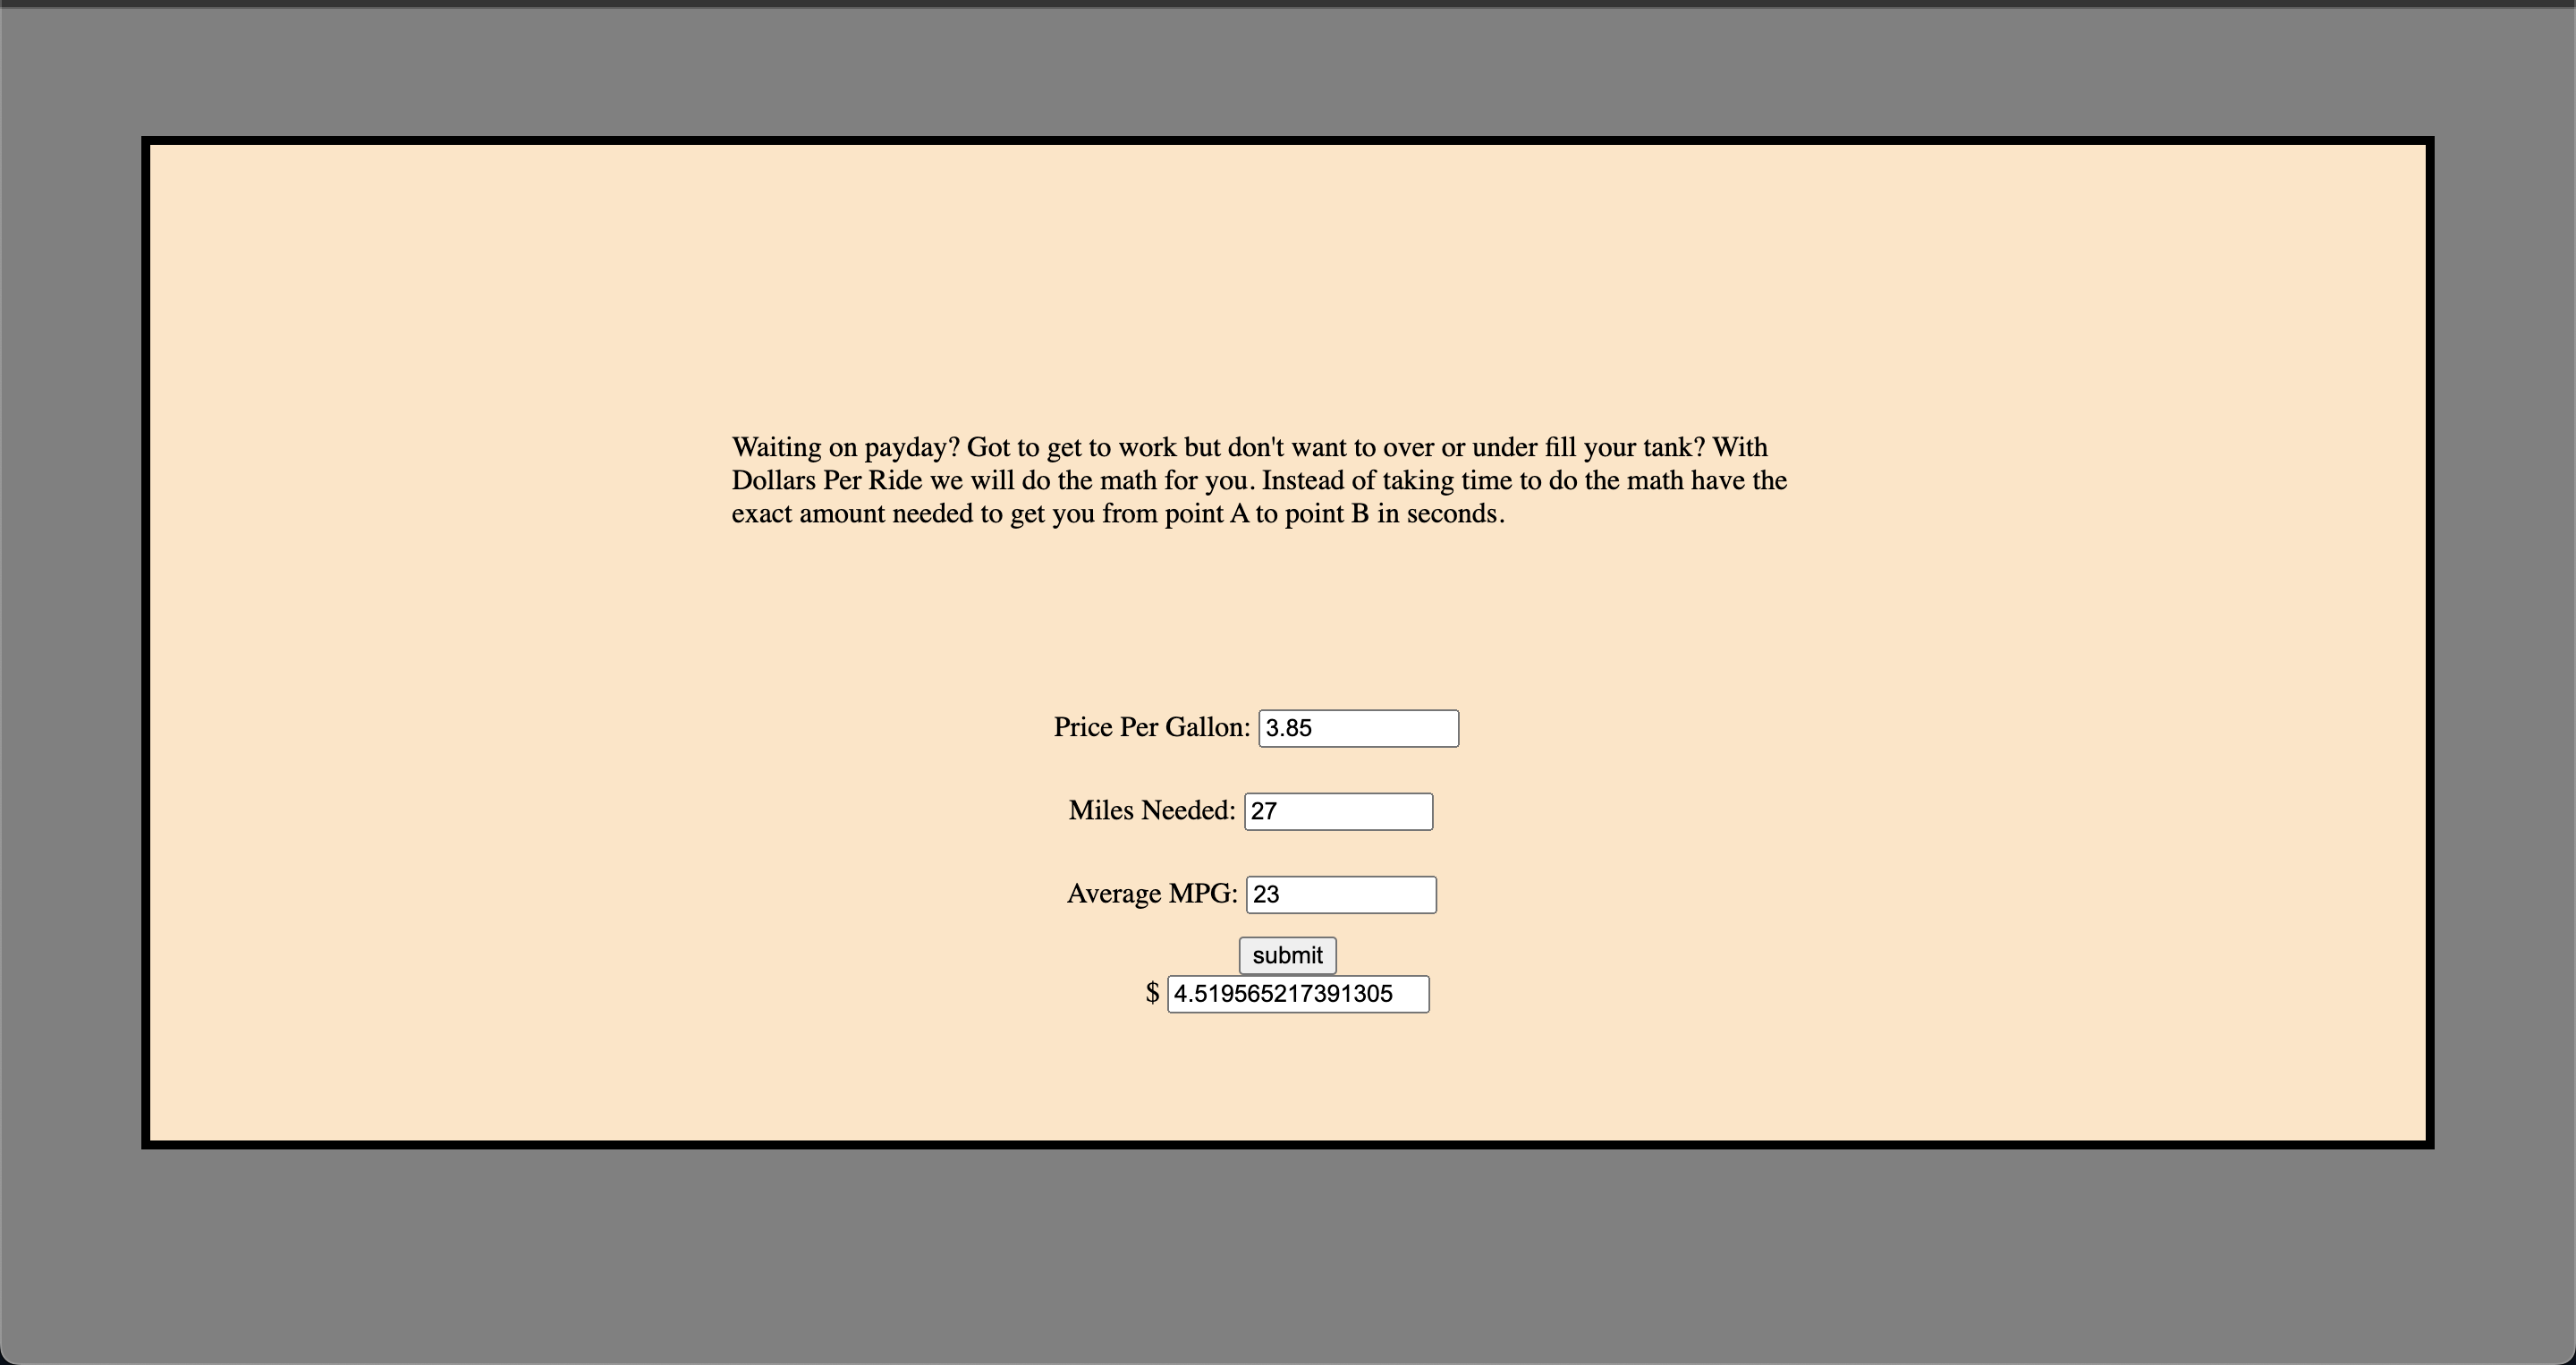 Waiting on payday? Got to get to work but don't want to over or under fill your tank? With
Dollars Per Ride we will do the math for you. Instead of taking time to do the math have the
exact amount needed to get you from point A to point B in seconds.
Price Per Gallon: 3.85
Miles Needed: 27
Average MPG: 23
submit
$ 4.519565217391305